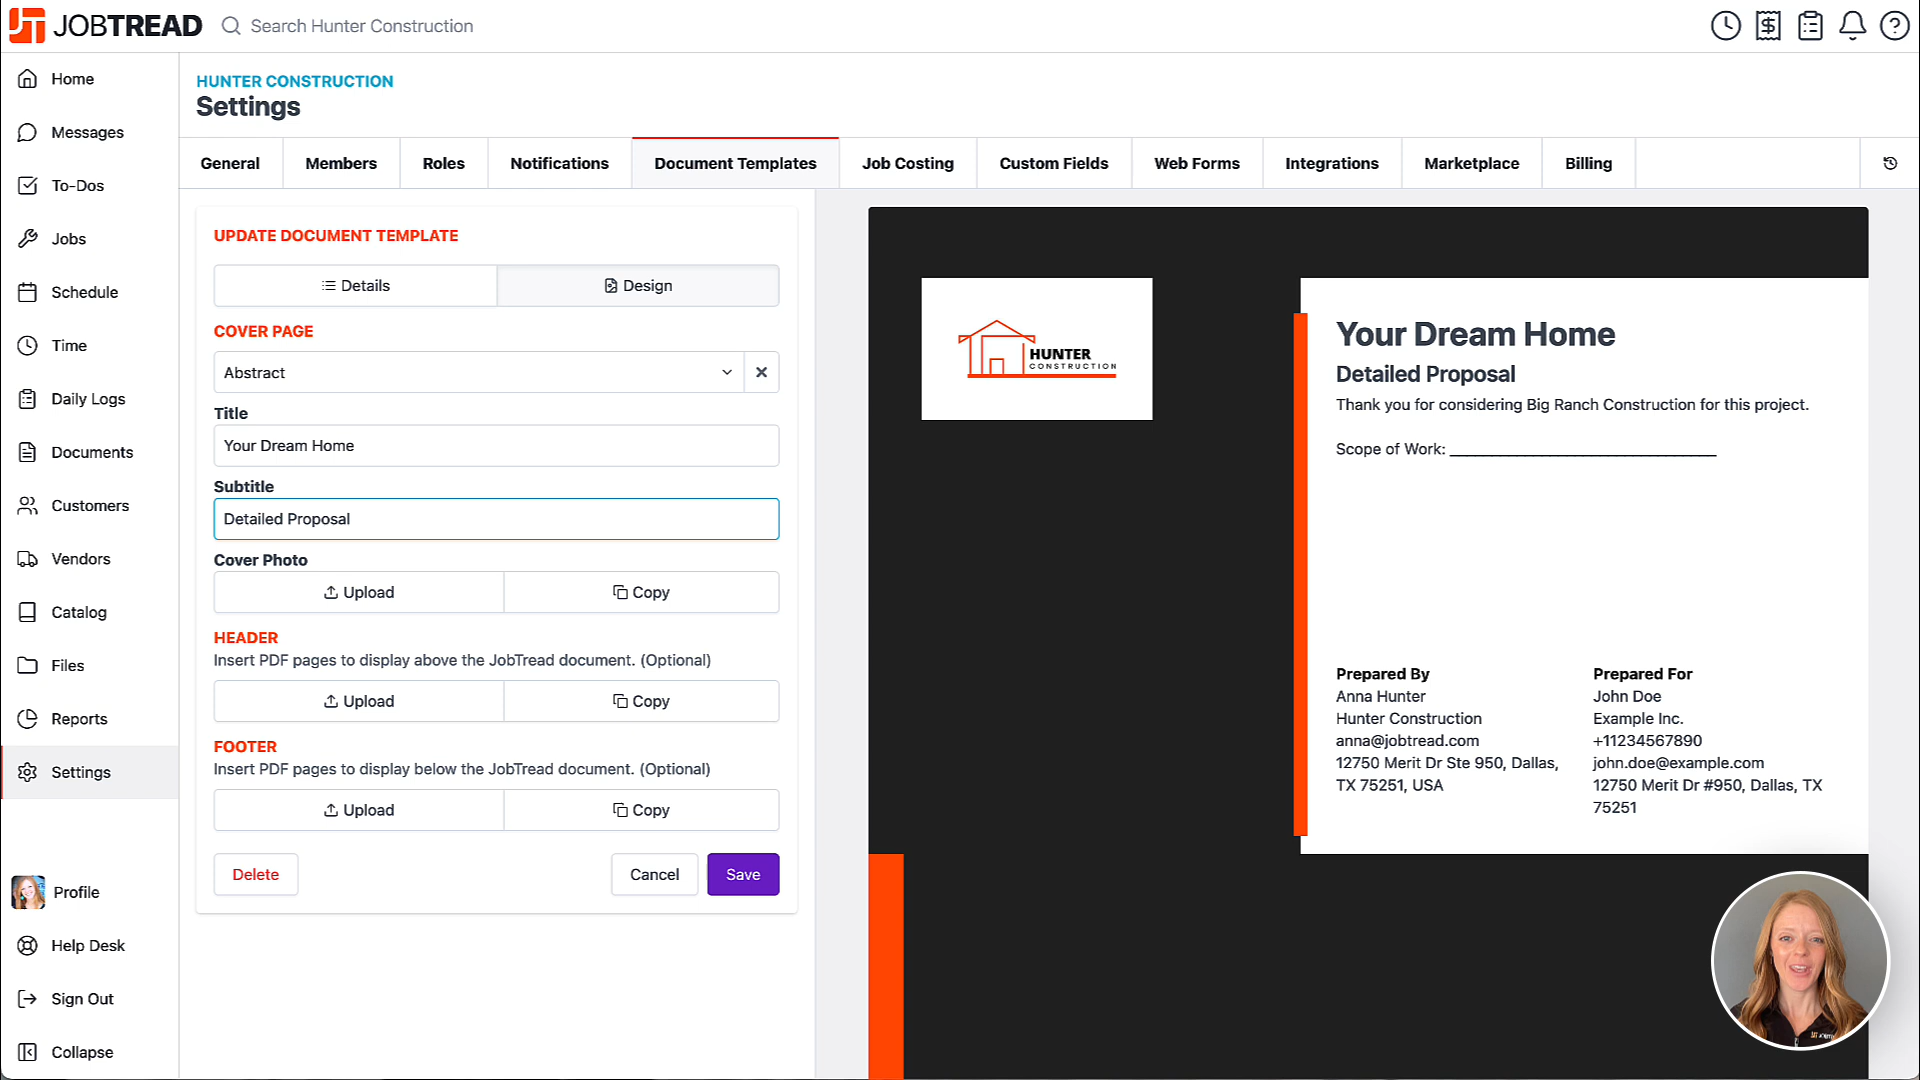 JOBTREAD
Search Hunter Construction
Home
Messages
To-Dos
Jobs
Schedule
Time
Daily Logs
Documents
Customers
Vendors
Catalog
Files
Reports
Settings
Profile
Help Desk
Sign Out
Collapse
HUNTER CONSTRUCTION
Settings
General
Members
Roles
Notifications
Document Templates
Job Costing
Custom Fields
Web Forms
Integrations
Marketplace
Billing
UPDATE DOCUMENT TEMPLATE
Details
Design
COVER PAGE
Abstract
Title
Your Dream Home
Subtitle
Detailed Proposal
Cover Photo
Upload
Copy
HEADER
Insert PDF pages to display above the JobTread document. (Optional)
Upload
Copy
FOOTER
Insert PDF pages to display below the JobTread document. (Optional)
Upload
Copy
Delete
Cancel
Save
HUNTER
CONSTRUCTION
Your Dream Home
Detailed Proposal
Thank you for considering Big Ranch Construction for this project.
Scope of Work: ______________________________
Prepared By
Anna Hunter
Hunter Construction
anna@jobtread.com
12750 Merit Dr Ste 950, Dallas,
TX 75251, USA
Prepared For
John Doe
Example Inc.
+11234567890
john.doe@example.com
12750 Merit Dr #950, Dallas, TX
75251